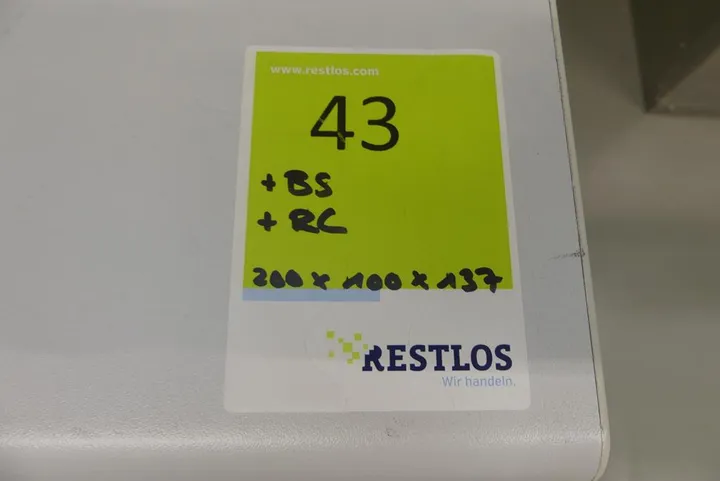 www.restlos.com
43
+ BS
+ RC
200 x 100 x 137
RESTLOS
Wir handeln.